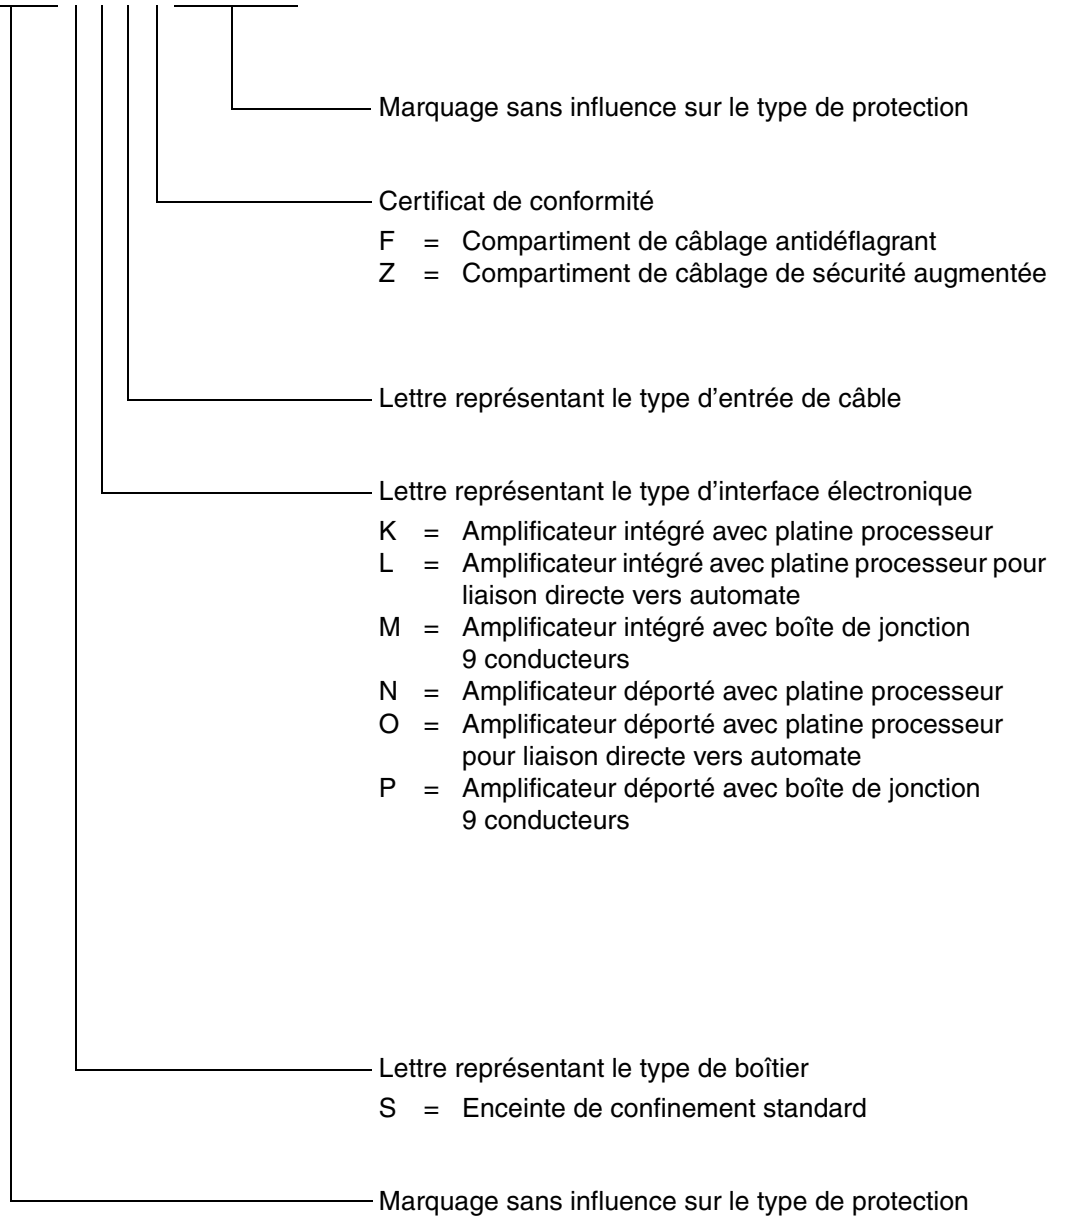 Marquage sans influence sur le type de protection
Certificat de conformité
F = Compartiment de câblage antidéflagrant
Z = Compartiment de câblage de sécurité augmentée
Lettre représentant le type d’entrée de câble
Lettre représentant le type d’interface électronique
K = Amplificateur intégré avec platine processeur
L = Amplificateur intégré avec platine processeur pour
liaison directe vers automate
M = Amplificateur intégré avec boîte de jonction
9 conducteurs
N = Amplificateur déporté avec platine processeur
O = Amplificateur déporté avec platine processeur
pour liaison directe vers automate
P = Amplificateur déporté avec boîte de jonction
9 conducteurs
Lettre représentant le type de boîtier
S = Enceinte de confinement standard
Marquage sans influence sur le type de protection